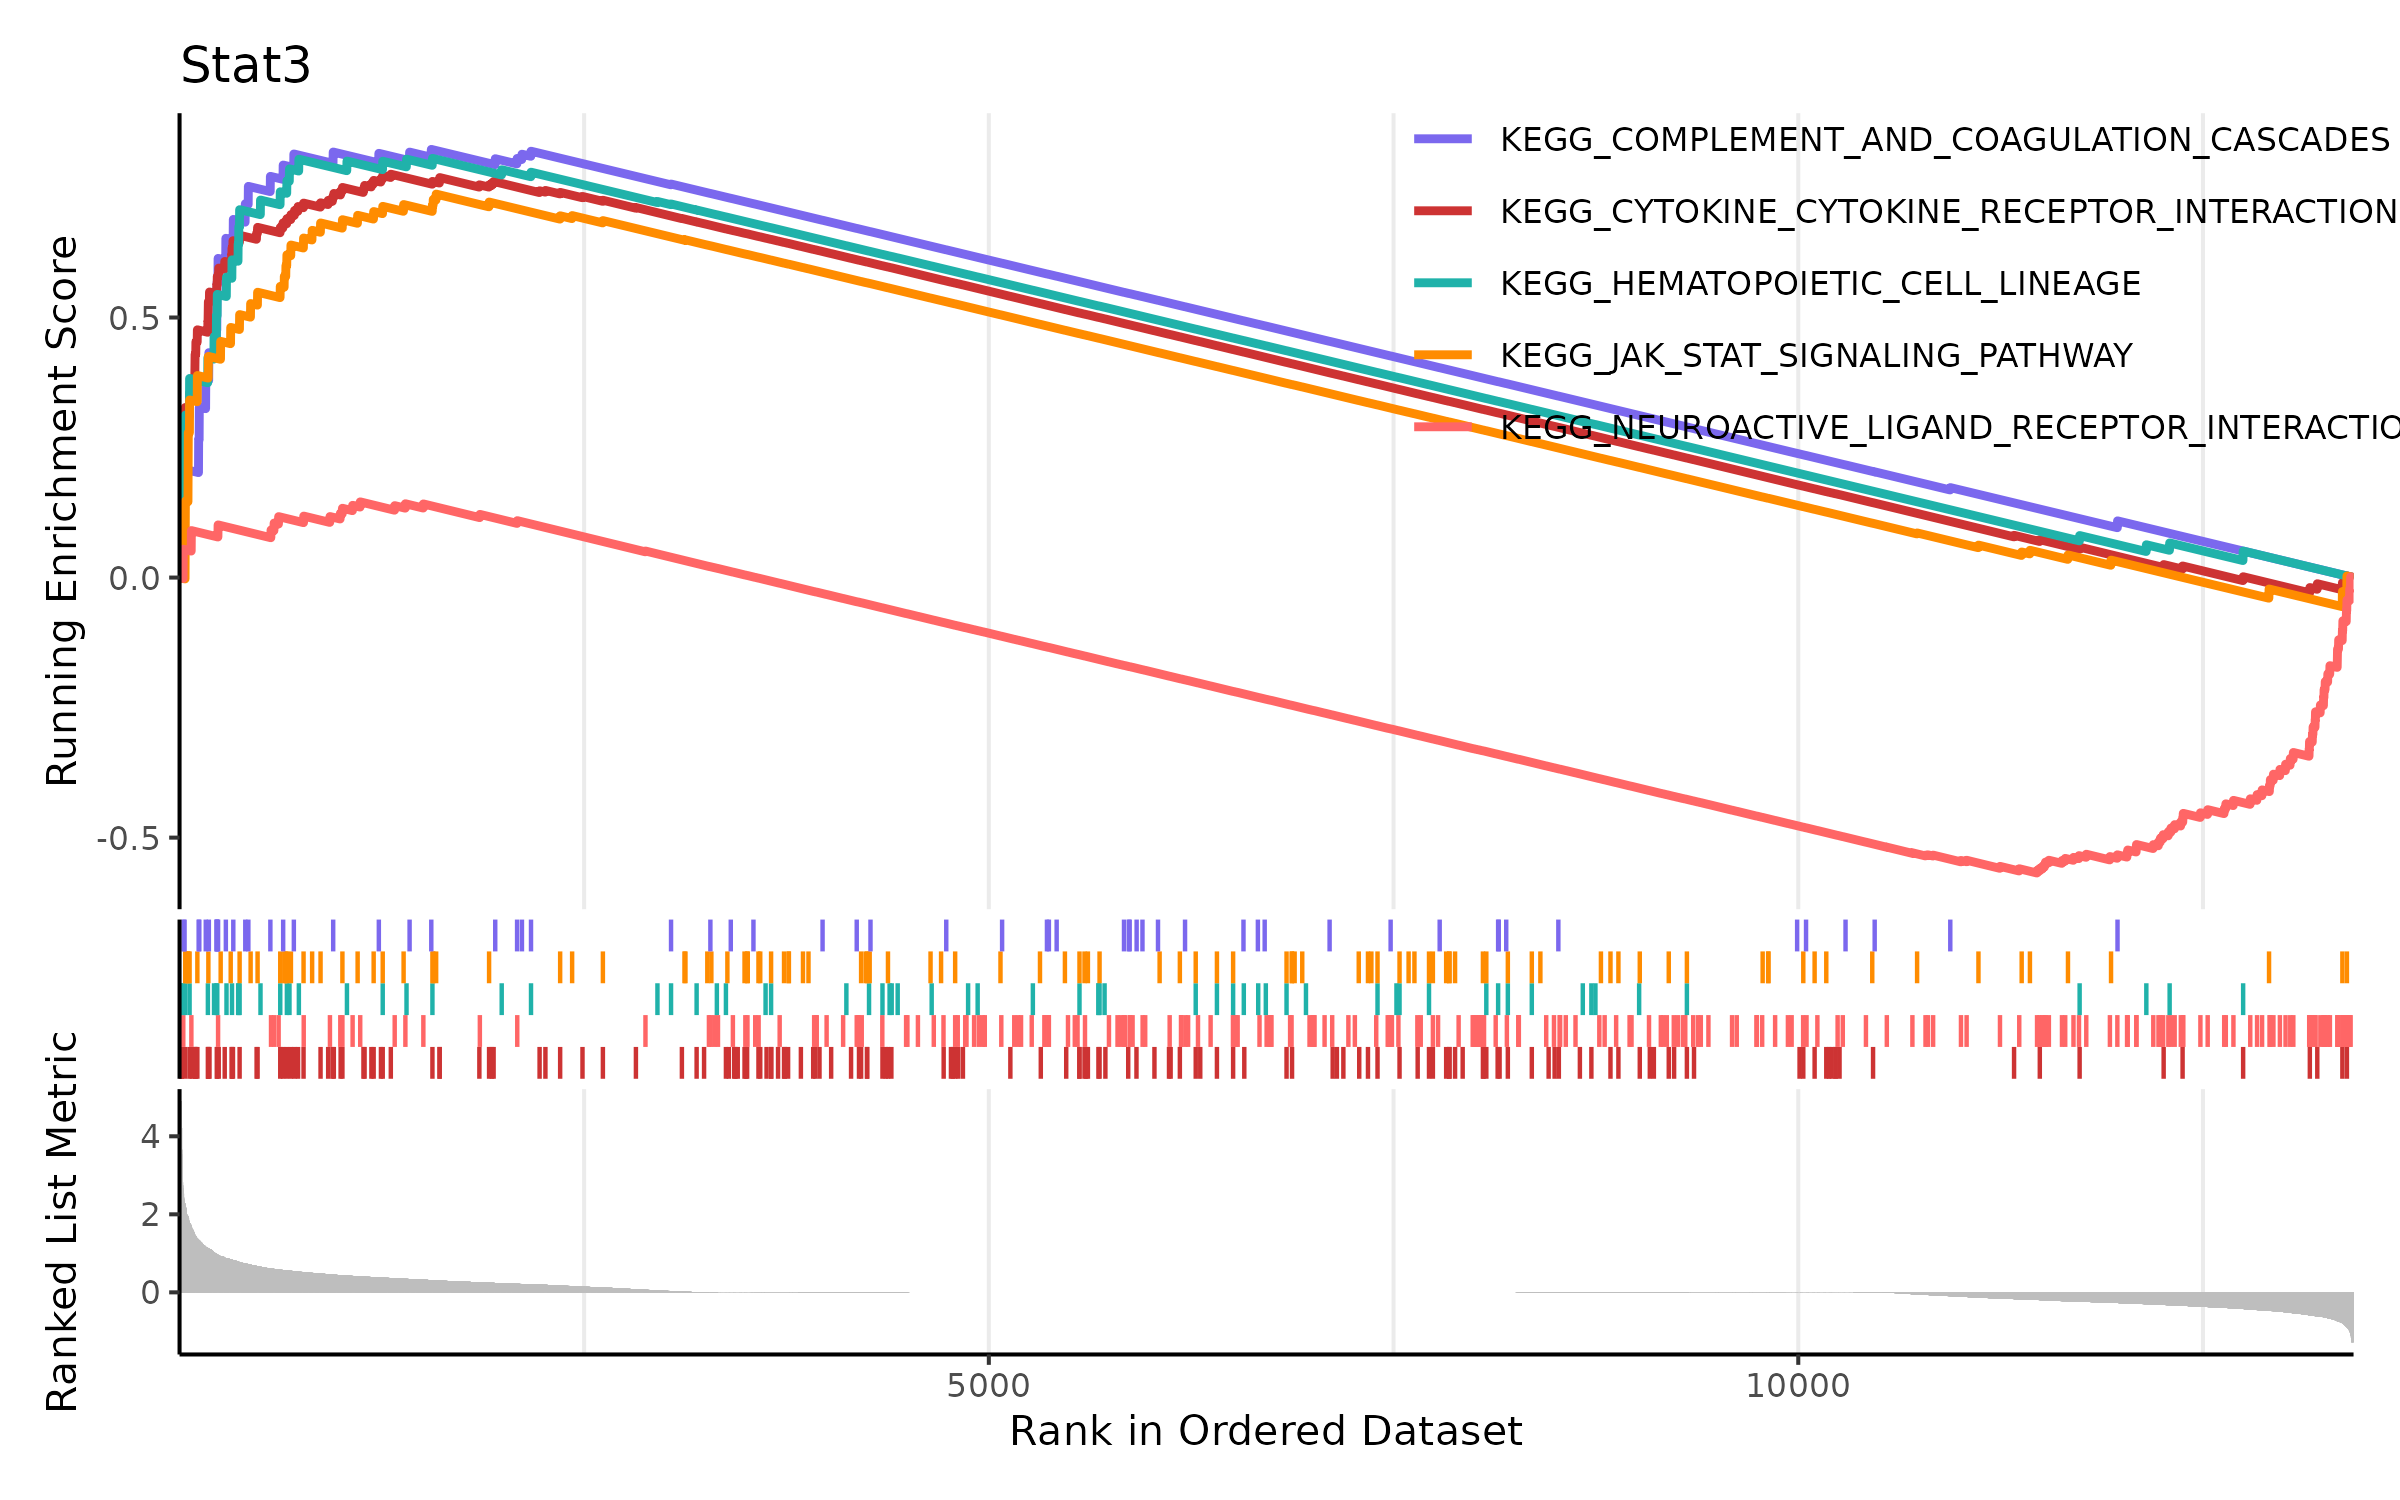 Stat3
Running Enrichment Score
0.5
0.0
-0.5
KEGG_COMPLEMENT_AND_COAGULATION_CASCADES
KEGG_CYTOKINE_CYTOKINE_RECEPTOR_INTERACTION
KEGG_HEMATOPOIETIC_CELL_LINEAGE
KEGG_JAK_STAT_SIGNALING_PATHWAY
KEGG_NEUROACTIVE_LIGAND_RECEPTOR_INTERACTIO
Ranked List Metric
4
2
0
5000 10000
Rank in Ordered Dataset